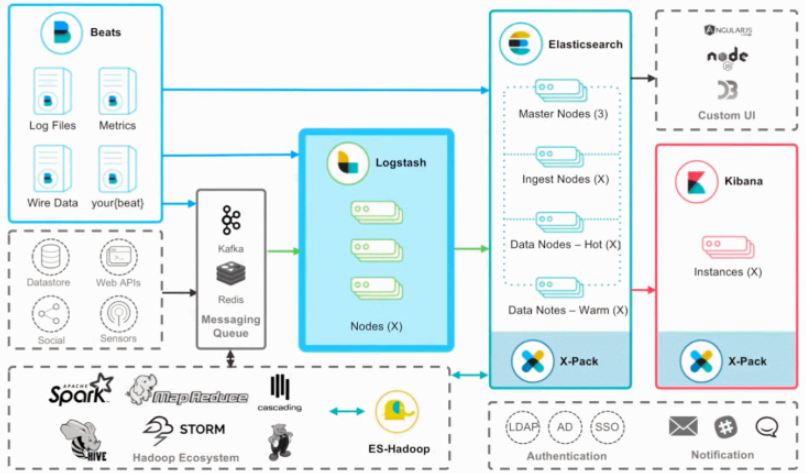 Beats
Log Files
Metrics
Wire Data
your{beat}
Datastore
Web APIs
Social
Sensors
Kafka
Redis
Messaging
Queue
Logstash
Nodes (X)
Elasticsearch
Master Nodes (3)
Ingest Nodes (X)
Data Nodes – Hot (X)
Data Notes – Warm (X)
X-Pack
ANGULARJS
node
JS
D3
Custom UI
Kibana
Instances (X)
X-Pack
APACHE
Spark
MapReduce
cascading
HIVE
STORM
Hadoop Ecosystem
ES-Hadoop
LDAP
AD
SSO
Authentication
Notification